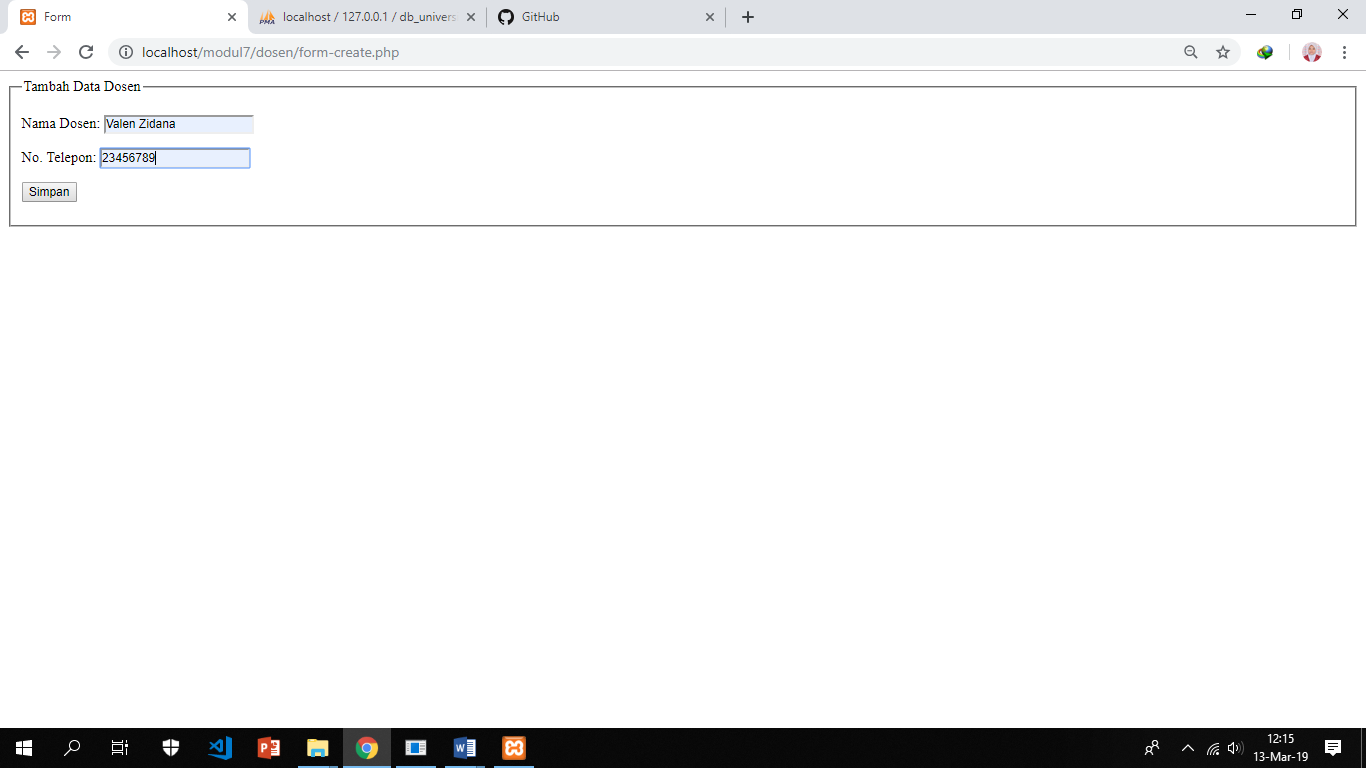 Form
localhost / 127.0.0.1 / db_univers
GitHub
localhost/modul7/dosen/form-create.php
Tambah Data Dosen
Nama Dosen: Valen Zidana
No. Telepon: 23456789
Simpan
12:15
13-Mar-19